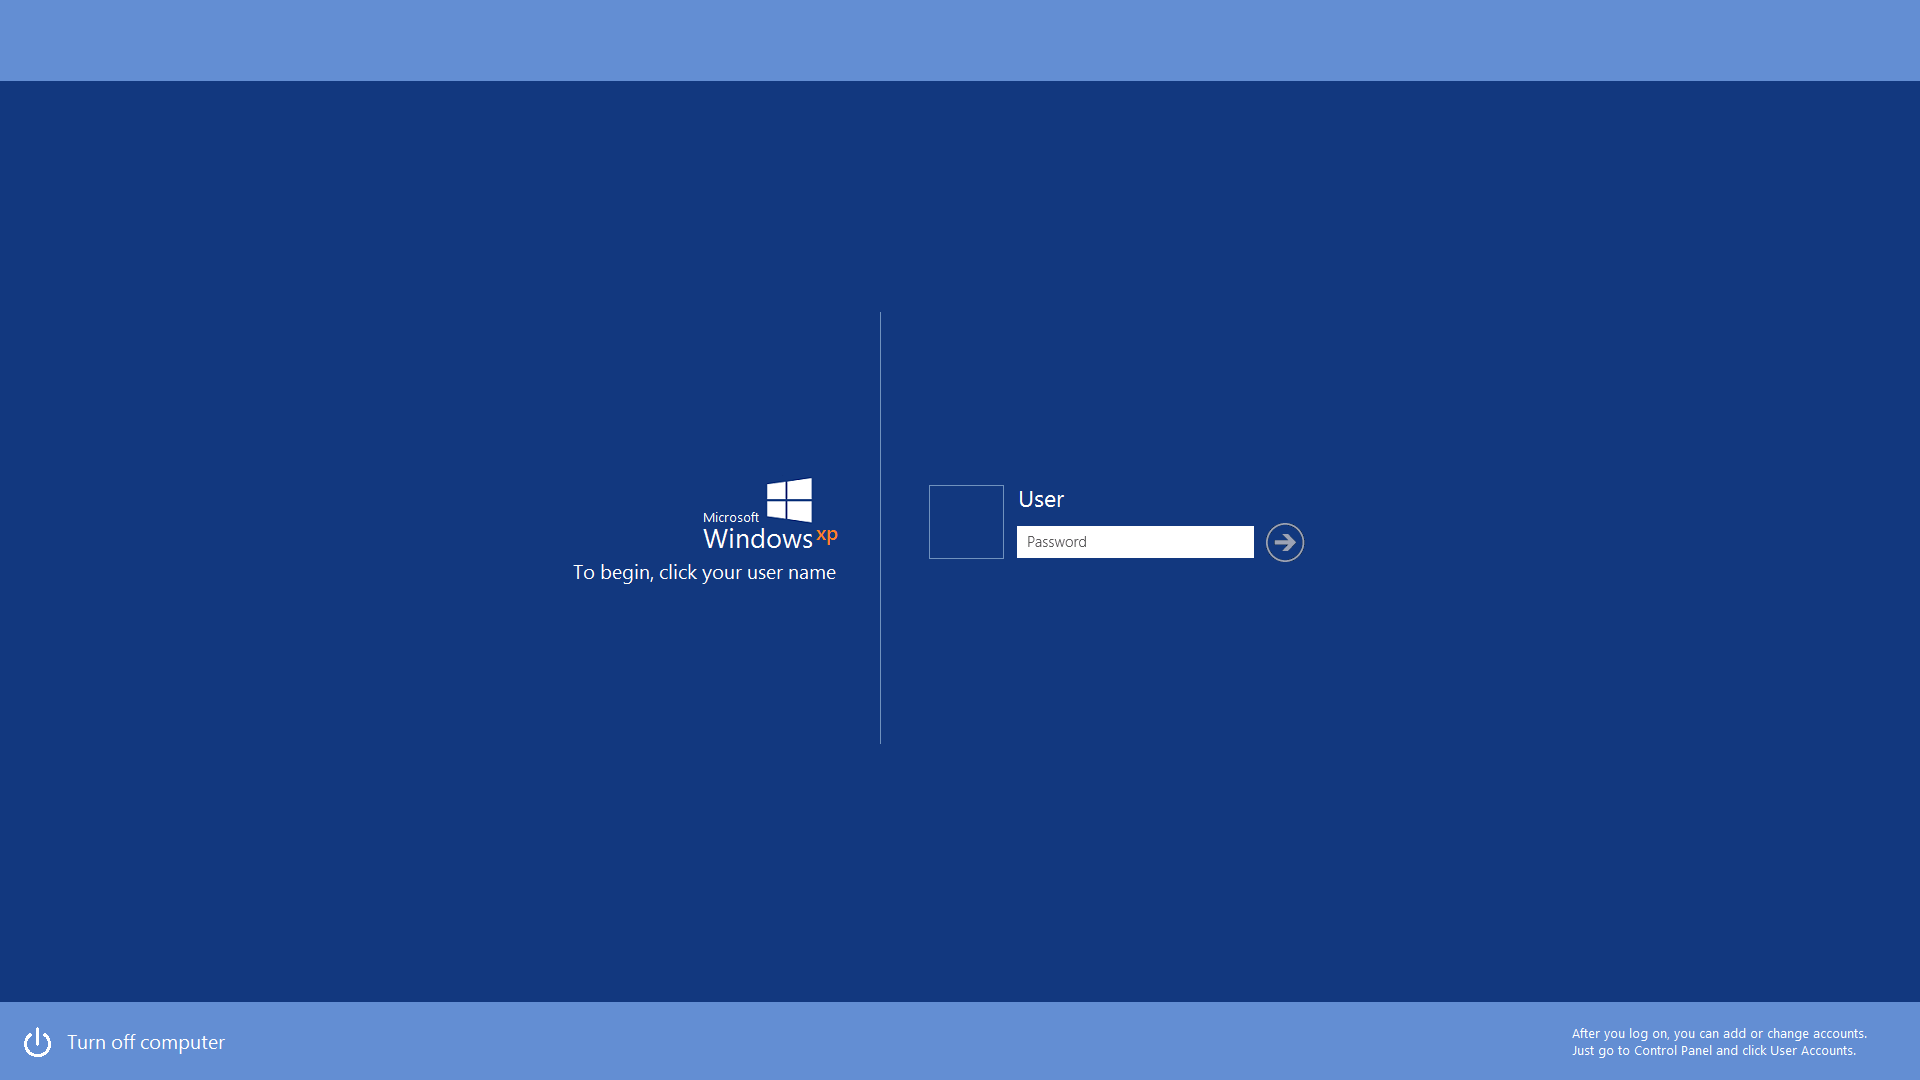 Microsoft
Windows xp
To begin, click your user name
User
Password
Turn off computer
After you log on, you can add or change accounts.
Just go to Control Panel and click User Accounts.